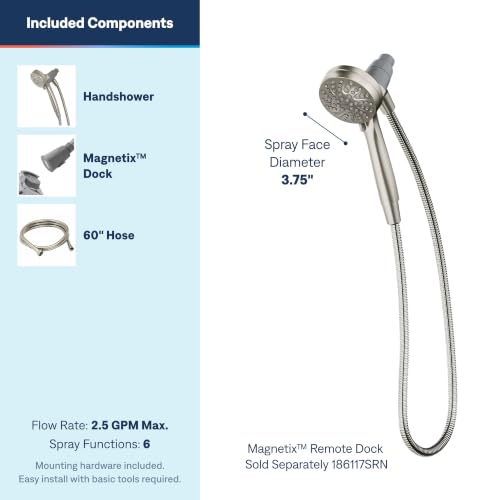 Included Components
Handshower
Magnetix™
Dock
60" Hose
Flow Rate: 2.5 GPM Max.
Spray Functions: 6
Mounting hardware included.
Easy install with basic tools required.
Spray Face
Diameter
3.75"
Magnetix™ Remote Dock
Sold Separately 186117SRN